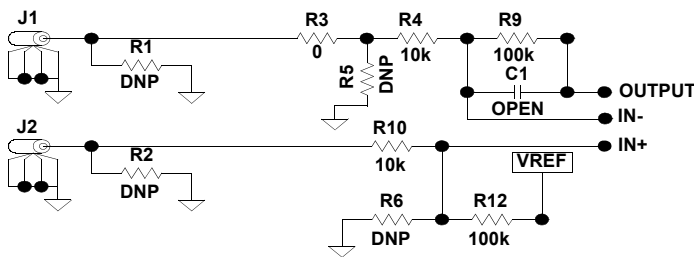 J1
R1
DNP
R3
0
R5
DNP
R4
10k
R9
100k
C1
OPEN
OUTPUT
IN-
IN+
J2
R2
DNP
R10
10k
R6
DNP
R12
100k
VREF